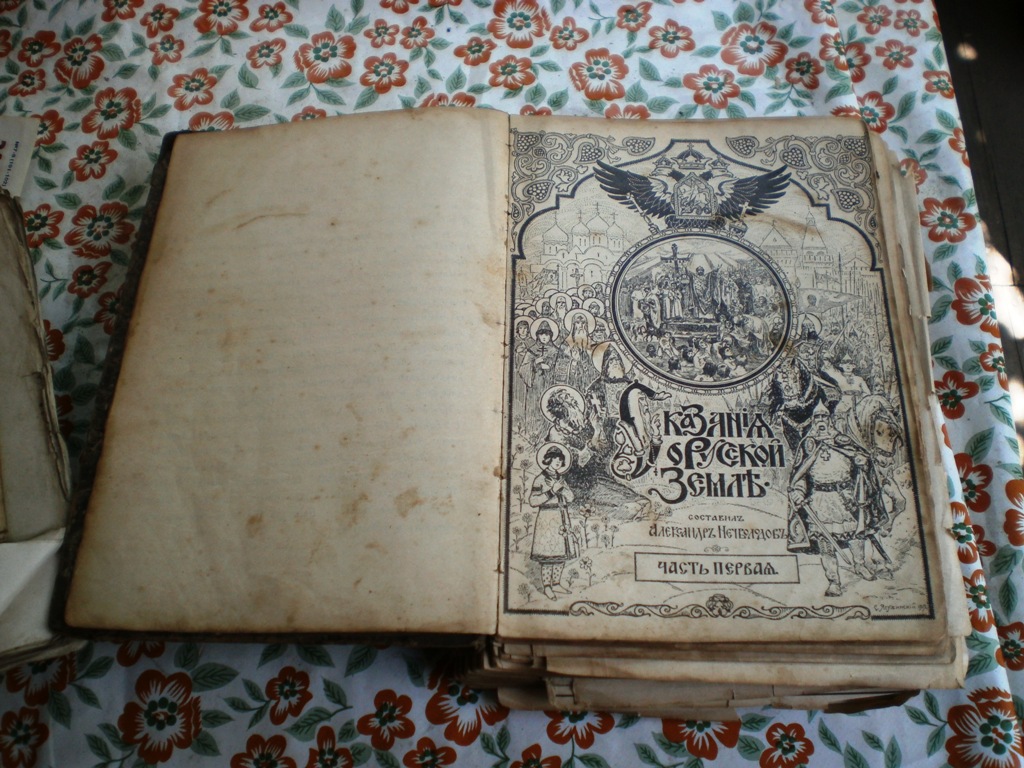 Сказанія
о Русской
Землѣ.
составилъ
Александръ Нечволодовъ
Часть первая.